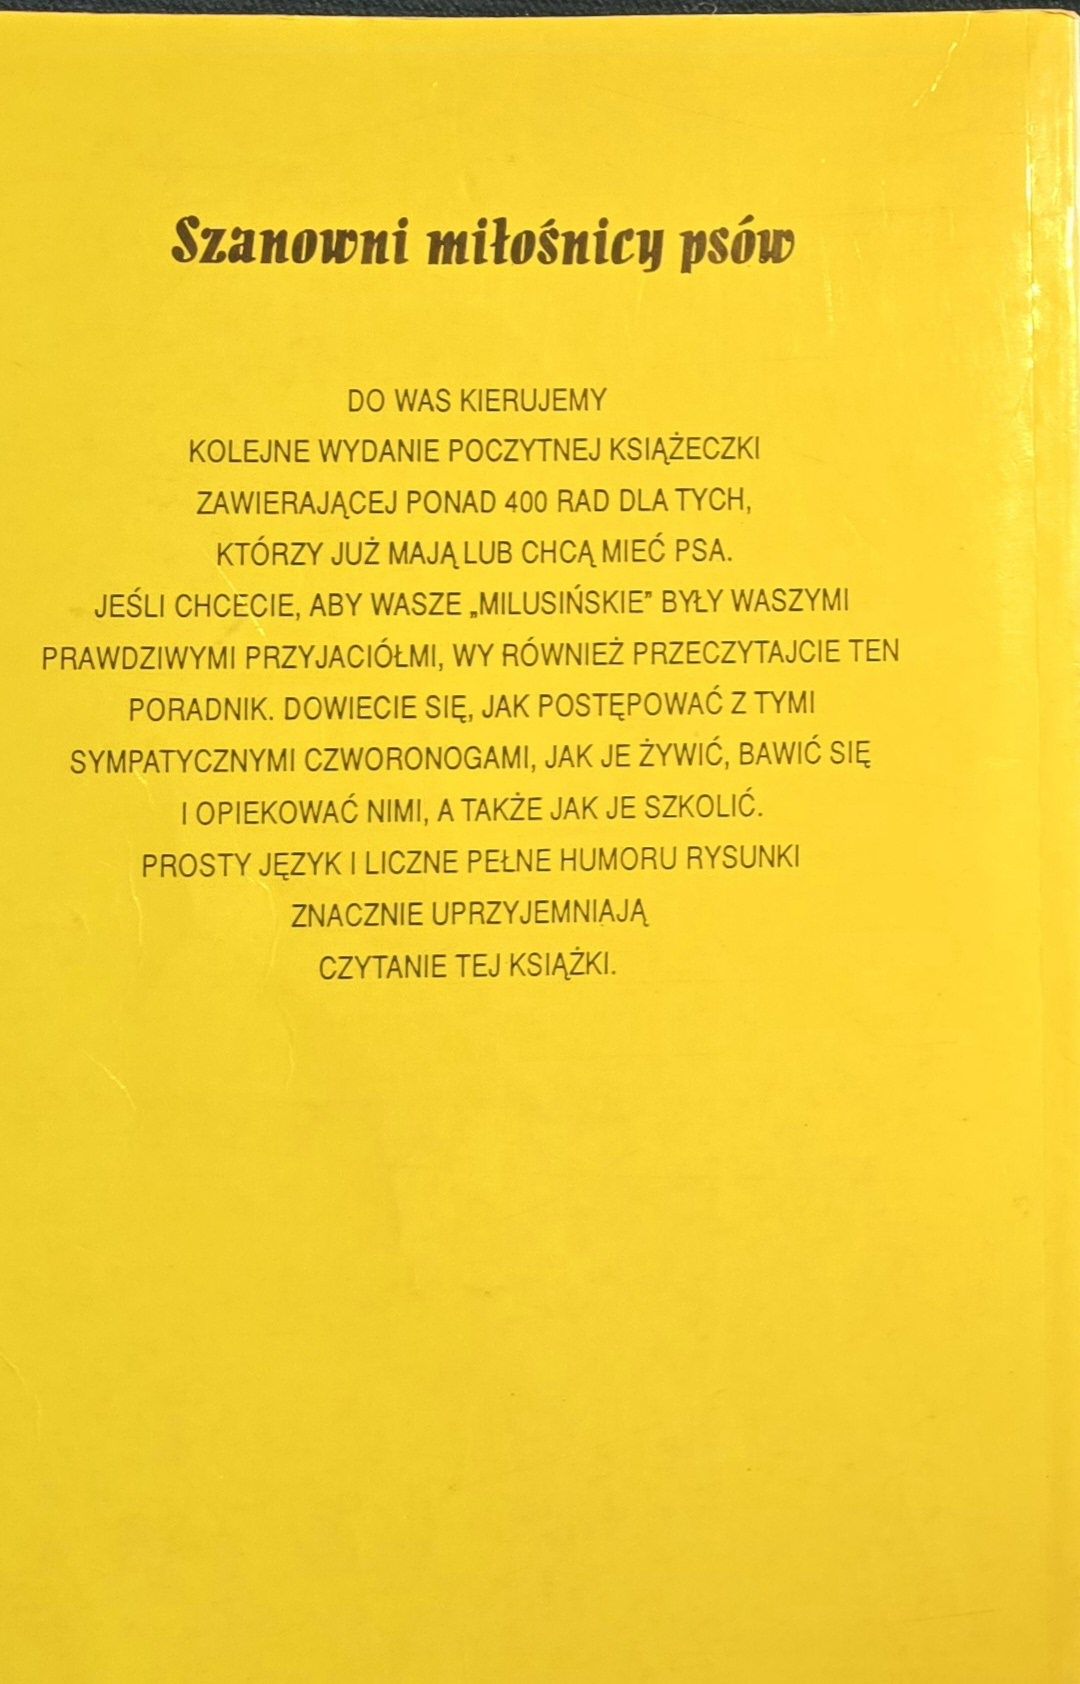 Szanowni miłośnicy psów
DO WAS KIERUJEMY
KOLEJNE WYDANIE POCZYTNEJ KSIĄŻECZKI
ZAWIERAJĄCEJ PONAD 400 RAD DLA TYCH,
KTÓRZY JUŻ MAJĄ LUB CHCĄ MIEĆ PSA.
JEŚLI CHCECIE, ABY WASZE „MILUSIŃSKIE” BYŁY WASZYMI
PRAWDZIWYMI PRZYJACIÓŁMI, WY RÓWNIEŻ PRZECZYTAJCIE TEN
PORADNIK. DOWIECIE SIĘ, JAK POSTĘPOWAĆ Z TYMI
SYMPATYCZNYMI CZWORONOGAMI, JAK JE ŻYWIĆ, BAWIĆ SIĘ
I OPIEKOWAĆ NIMI, A TAKŻE JAK JE SZKOLIĆ.
PROSTY JĘZYK I LICZNE PEŁNE HUMORU RYSUNKI
ZNACZNIE UPRZYJEMNIAJĄ
CZYTANIE TEJ KSIĄŻKI.